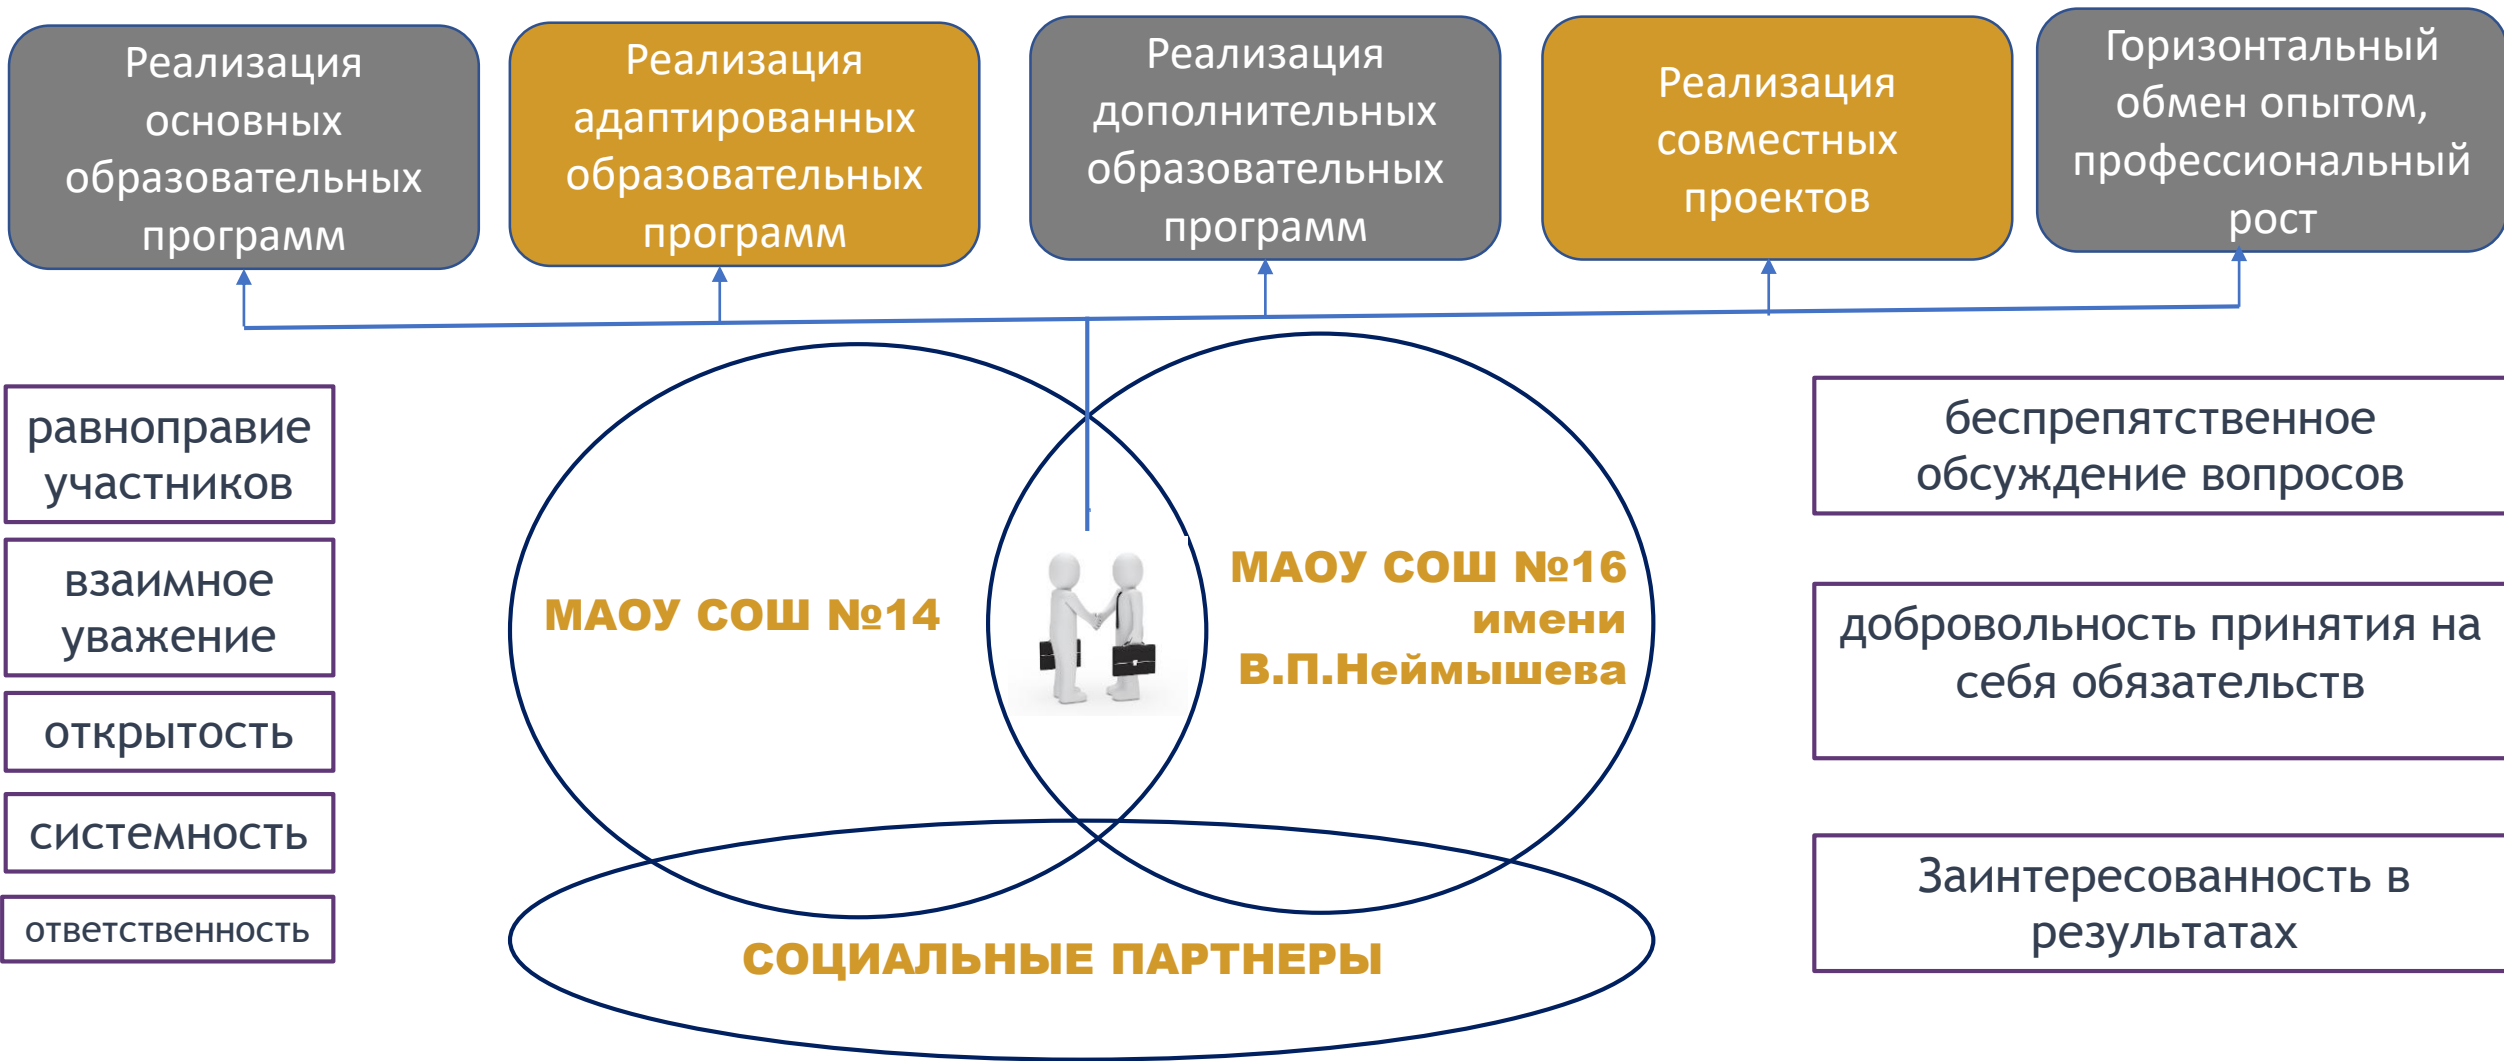 Реализация
основных
образовательных
программ
Реализация
адаптированных
образовательных
программ
Реализация
дополнительных
образовательных
программ
Реализация
совместных
проектов
Горизонтальный
обмен опытом,
профессиональный
рост
равноправие
участников
взаимное
уважение
открытость
системность
ответственность
МАОУ СОШ №14
МАОУ СОШ №16
имени
В.П.Неймышева
СОЦИАЛЬНЫЕ ПАРТНЕРЫ
беспрепятственное
обсуждение вопросов
добровольность принятия на
себя обязательств
Заинтересованность в
результатах